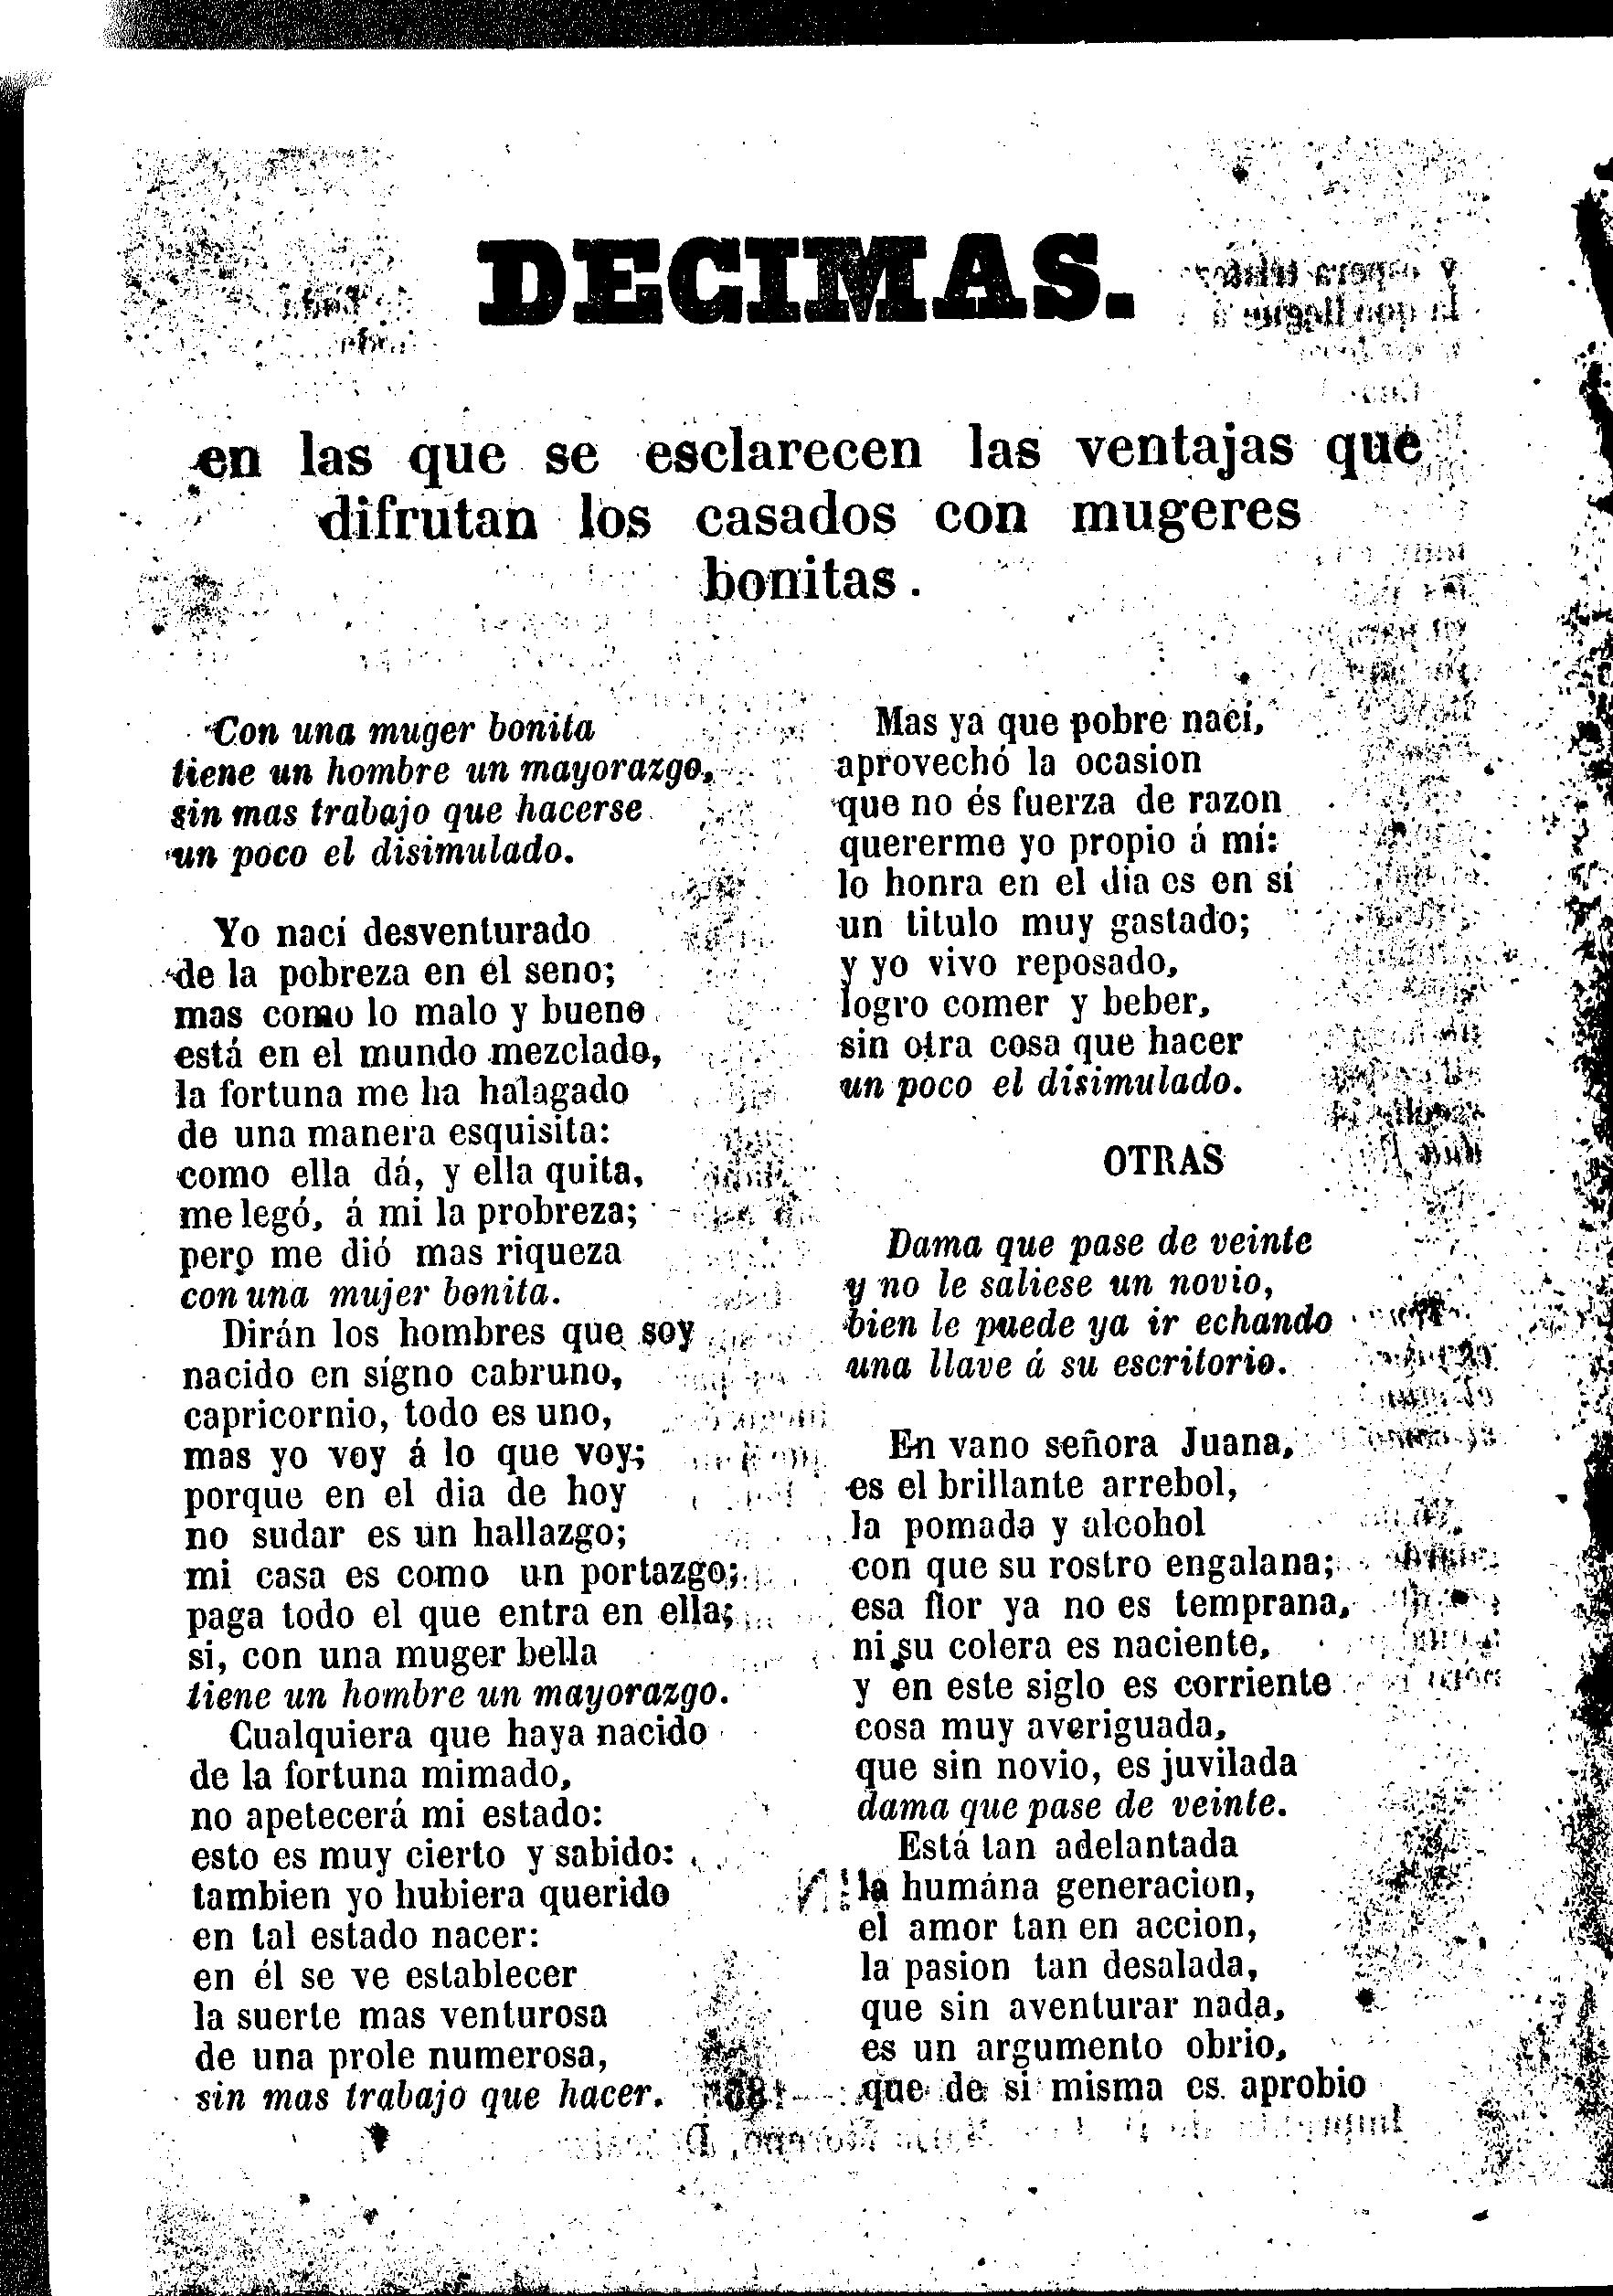 DECIMAS.
en las que se esclarecen las ventajas que
difrutan los casados con mugeres
bonitas.
Con una muger bonita
tiene un hombre un mayorazgo,
sin mas trabajo que hacerse
un poco el disimulado.
Yo nací desventurado
de la pobreza en él seno;
mas como lo malo y bueno
está en el mundo mezclado,
la fortuna me ha halagado
de una manera esquisita:
como ella dá, y ella quita,
me legó, á mi la probreza;
pero me dió mas riqueza
con una mujer bonita.
Dirán los hombres que soy
nacido en sígno cabruno,
capricornio, todo es uno,
mas yo voy á lo que voy;
porque en el dia de hoy
no sudar es un hallazgo;
mi casa es como un portazgo;
paga todo el que entra en ella;
si, con una muger bella
tiene un hombre un mayorazgo.
Cualquiera que haya nacido
de la fortuna mimado,
no apetecerá mi estado:
esto es muy cierto y sabido:
tambien yo hubiera querido
en tal estado nacer:
en él se ve establecer
la suerte mas venturosa
de una prole numerosa,
sin mas trabajo que hacer.
Mas ya que pobre nací,
aprovechó la ocasion
que no és fuerza de razon
quererme yo propio á mí:
lo honra en el dia es en sí
un titulo muy gastado;
y yo vivo reposado,
logro comer y beber,
sin otra cosa que hacer
un poco el disimulado.
OTRAS
Dama que pase de veinte
y no le saliese un novio,
bien le puede ya ir echando
una llave á su escritorio.
En vano señora Juana,
es el brillante arrebol,
la pomada y alcohol
con que su rostro engalana;
esa flor ya no es temprana,
ni su colera es naciente,
y en este siglo es corriente
cosa muy averiguada,
que sin novio, es juvilada
dama que pase de veinte.
Está tan adelantada
la humána generacion,
el amor tan en accion,
la pasion tan desalada,
que sin aventurar nada,
es un argumento obrio,
que de si misma es aprobio